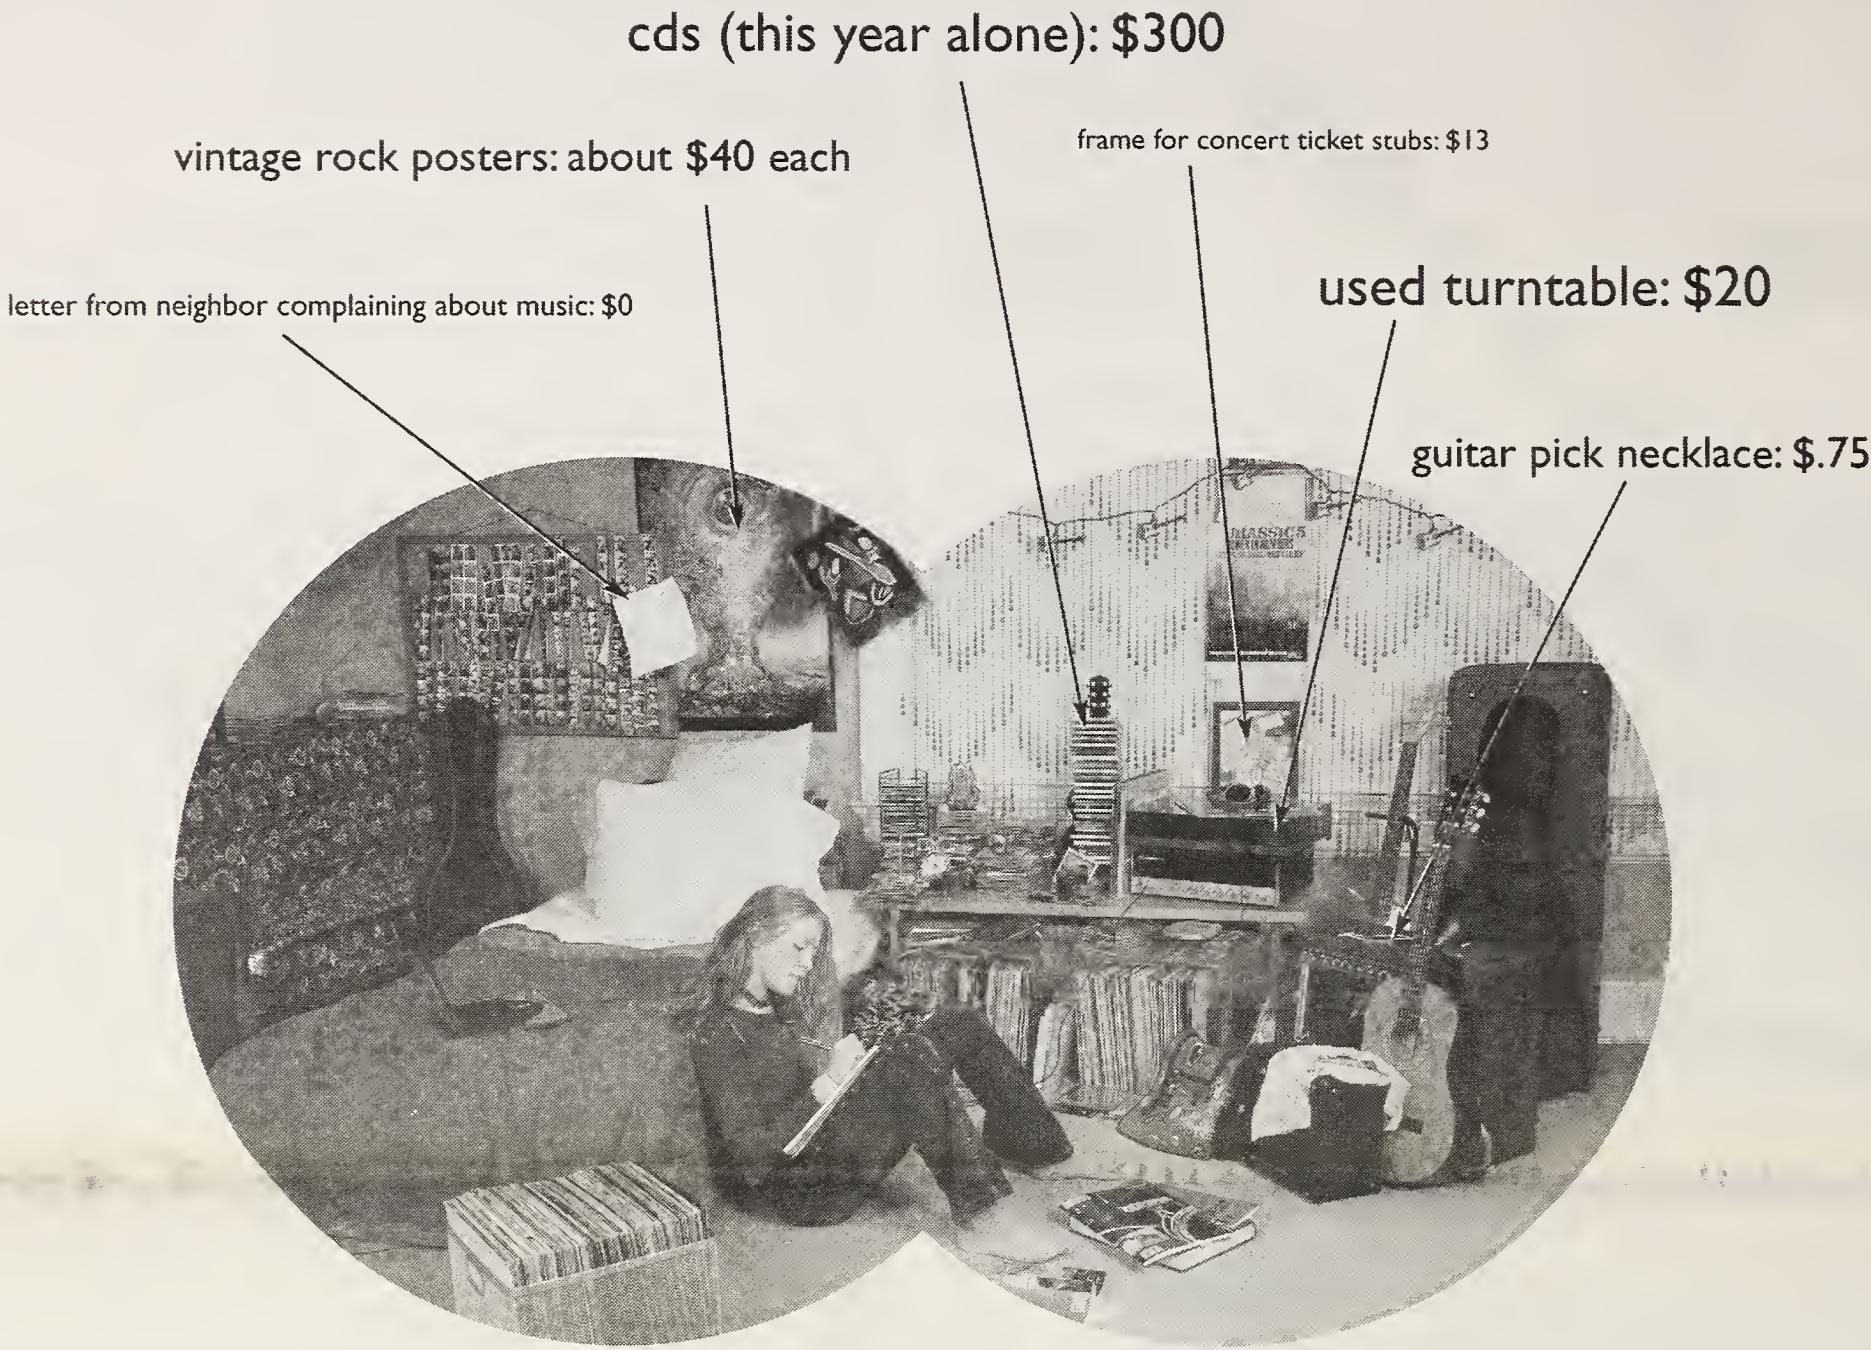 cds (this year alone): $300
frame for concert ticket stubs: $13
vintage rock posters: about $40 each
used turntable: $20
letter from neighbor complaining about music: $0
guitar pick necklace: $.75